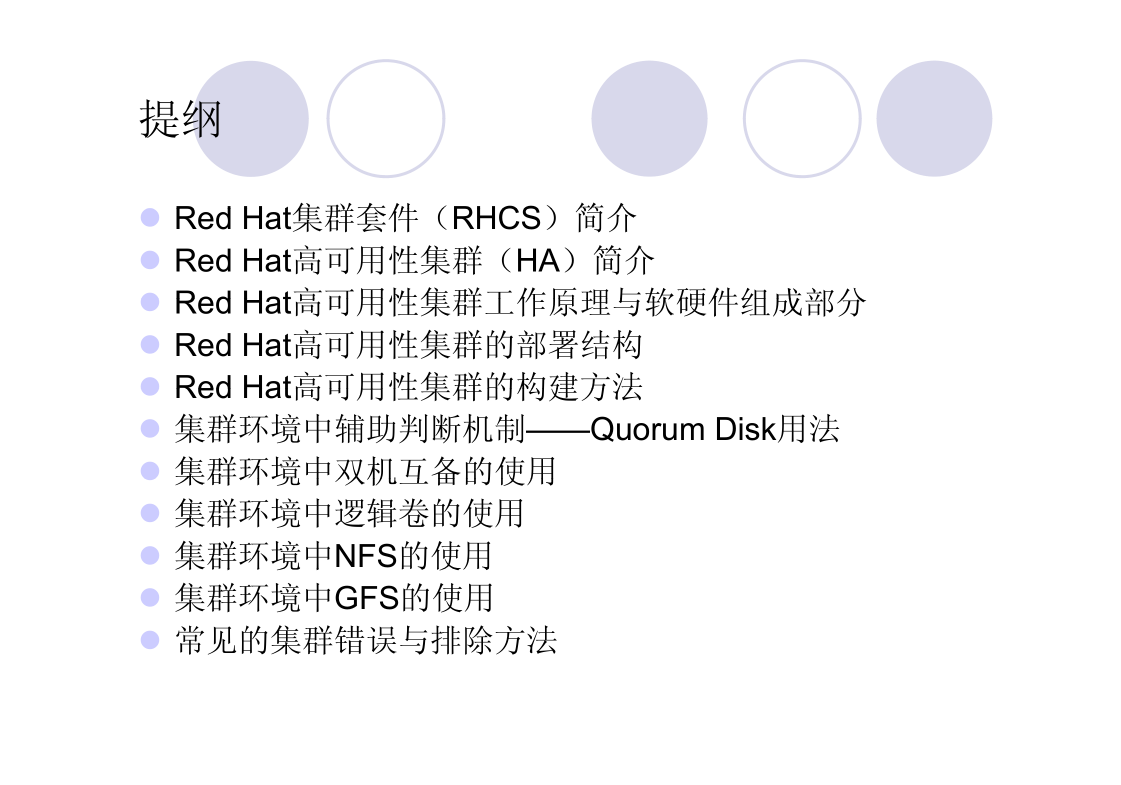 提纲
Red Hat集群套件（RHCS）简介
Red Hat高可用性集群（HA）简介
Red Hat高可用性集群工作原理与软硬件组成部分
Red Hat高可用性集群的部署结构
Red Hat高可用性集群的构建方法
集群环境中辅助判断机制——Quorum Disk用法
集群环境中双机互备的使用
集群环境中逻辑卷的使用
集群环境中NFS的使用
集群环境中GFS的使用
常见的集群错误与排除方法